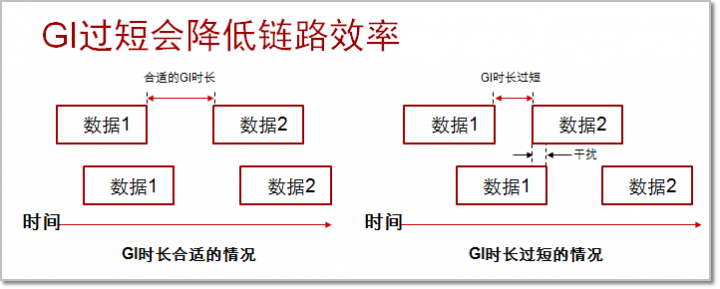 GI过短会降低链路效率
合适的GI时长
数据1
数据2
数据1
数据2
时间
GI时长合适的情况
GI时长过短
数据1
数据2
干扰
数据1
数据2
时间
GI时长过短的情况